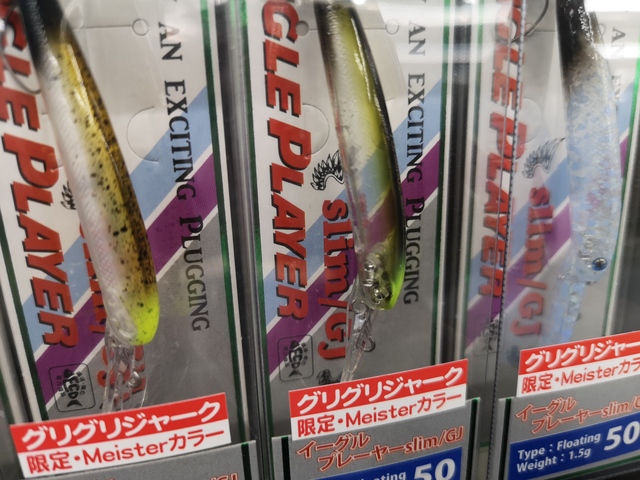 GLE PLAYER
AN EXCITING PLUGGING
グリグリジャーク
限定・Meisterカラー
GLE PLAYER
slim/GJ
AN EXCITING PLUGGING
グリグリジャーク
限定・Meisterカラー
イーグル
プレーヤーslim/GJ
50
PLAYER
slim/GJ
グリグリジャーク
限定・Meisterカラー
イーグル
プレーヤーslim/G
Type : Floating
Weight : 1.5g
50